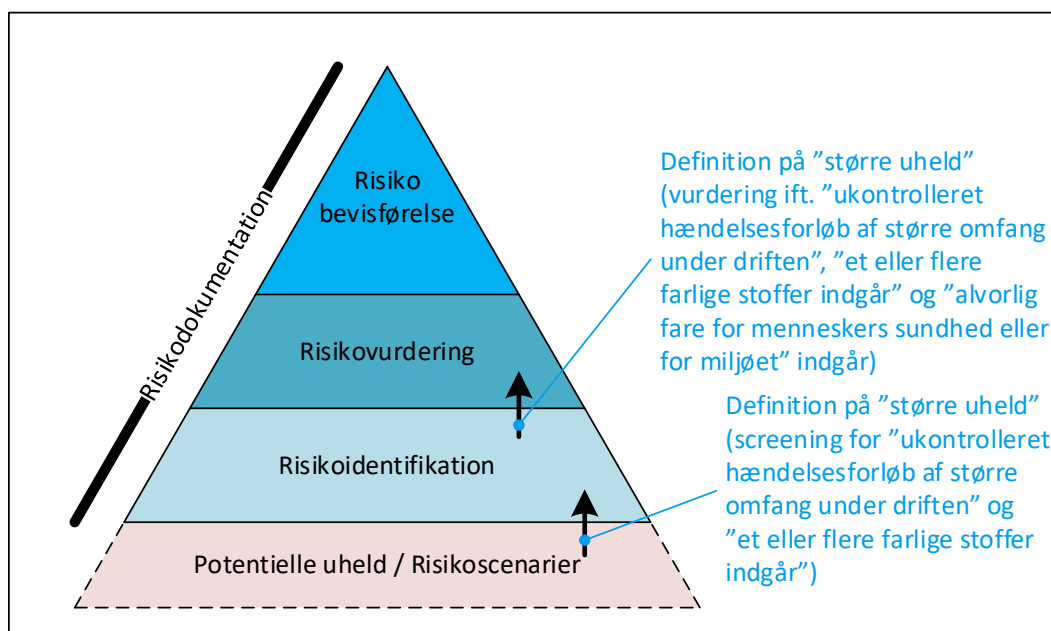 Risikodokumentation
Risiko
bevisførelse
Risikovurdering
Risikoidentifikation
Potentielle uheld / Risikoscenarier
Definition på ”større uheld”
(vurdering ift. ”ukontrolleret
hændelsesforløb af større omfang
under driften”, ”et eller flere
farlige stoffer indgår” og ”alvorlig
fare for menneskers sundhed eller
for miljøet” indgår)
Definition på ”større uheld”
(screening for ”ukontrolleret
hændelsesforløb af større
omfang under driften” og
”et eller flere farlige stoffer
indgår”)